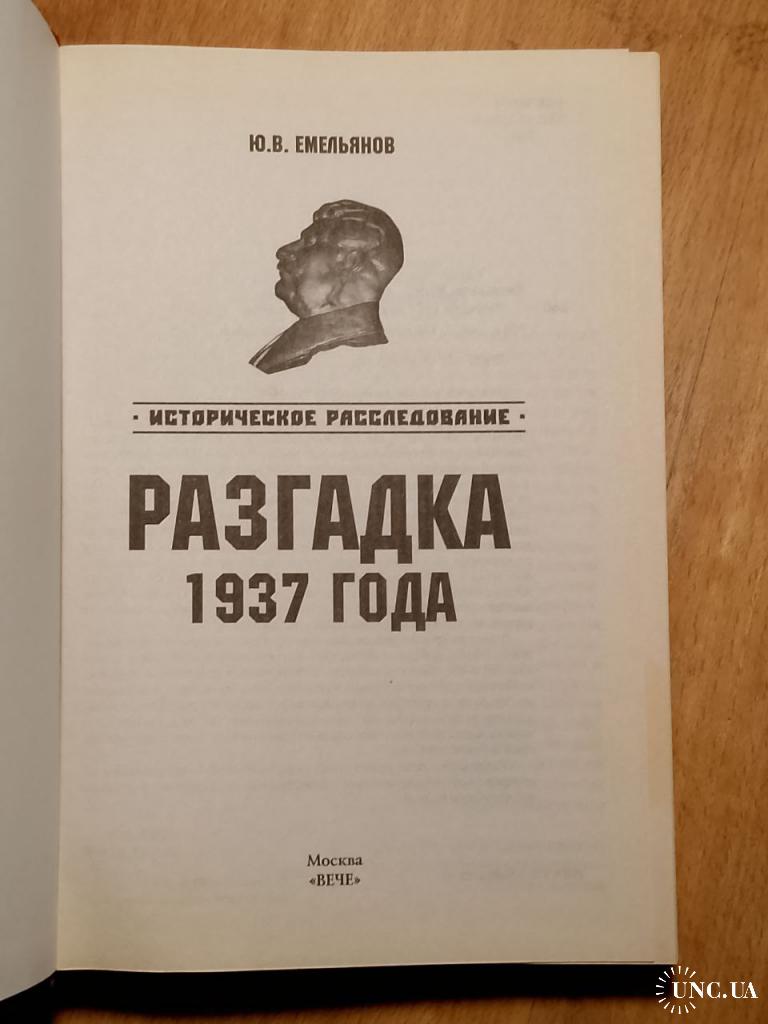 Ю.В. ЕМЕЛЬЯНОВ
· ИСТОРИЧЕСКОЕ РАССЛЕДОВАНИЕ ·
РАЗГАДКА
1937 ГОДА
Москва
«ВЕЧЕ»
UNC.UA